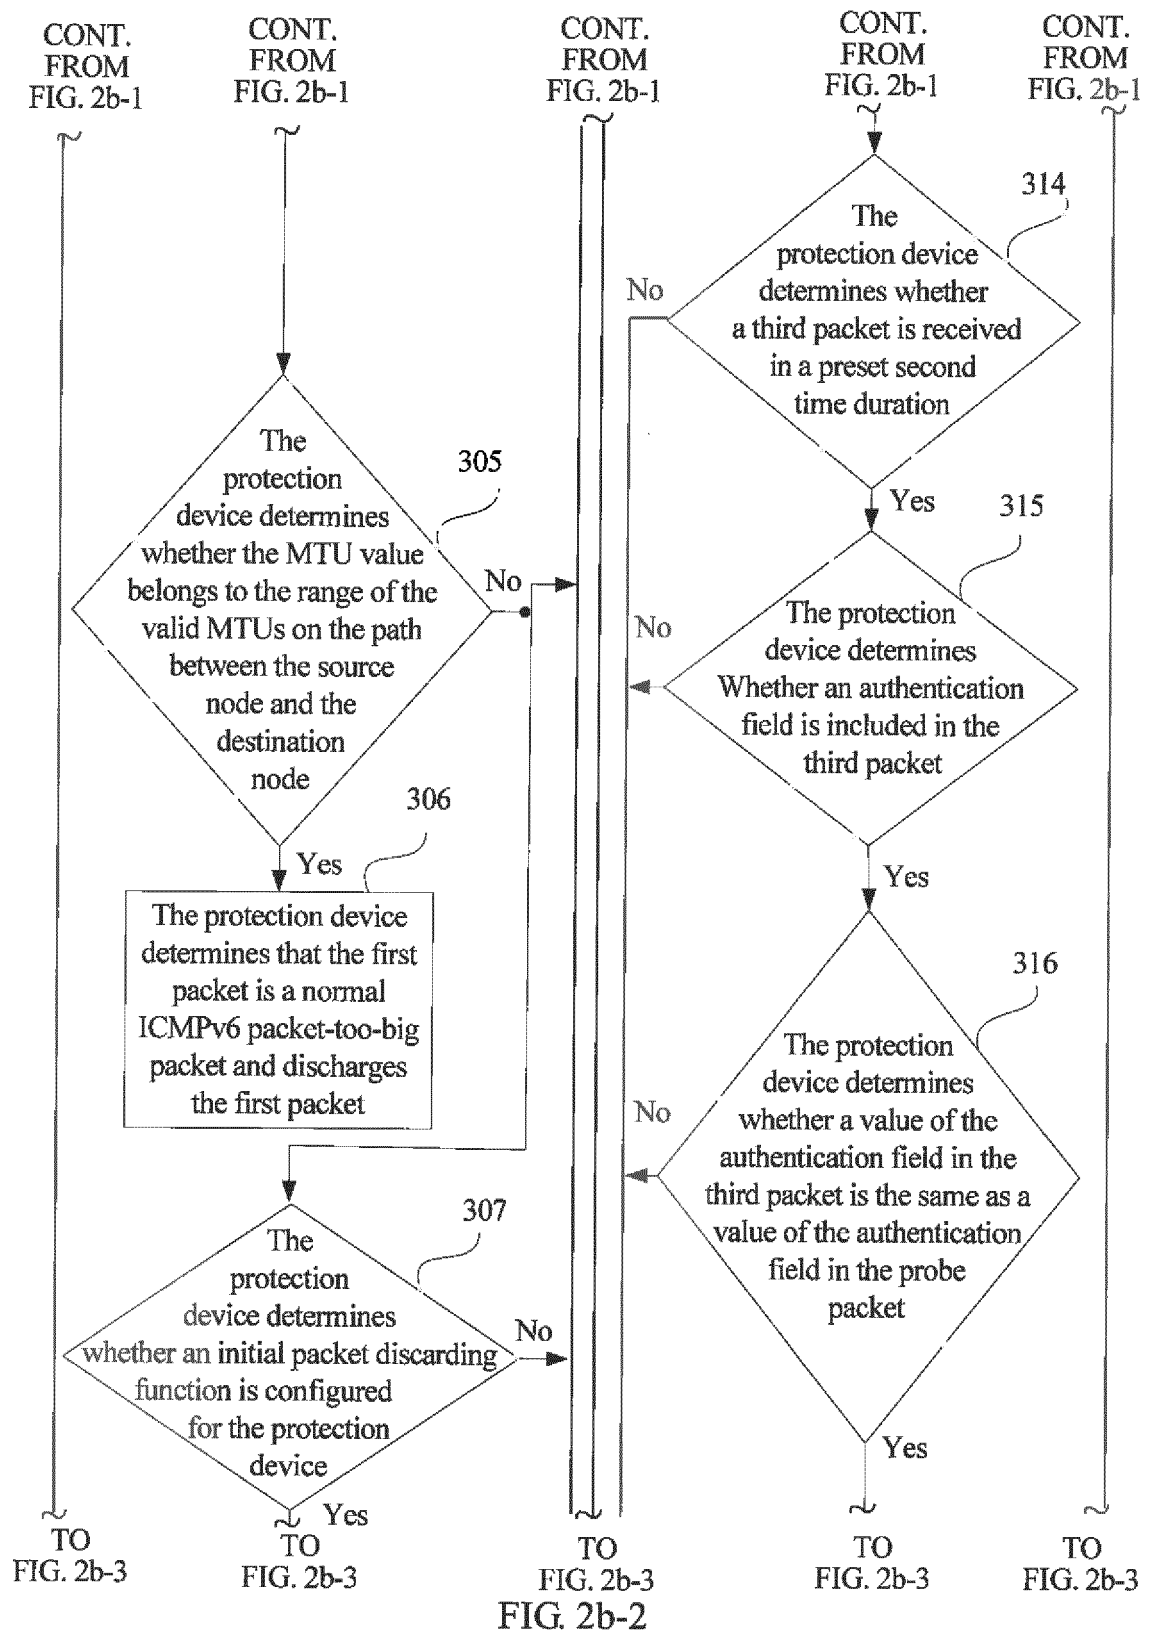 CONT.
FROM
FIG. 2b-1
CONT.
FROM
FIG. 2b-1
CONT.
FROM
FIG. 2b-1
CONT.
FROM
FIG. 2b-1
CONT.
FROM
FIG. 2b-1
305
The
protection
device determines
whether the MTU value
belongs to the range of the
valid MTUs on the path
between the source
node and the
destination
node
No
Yes
306
The protection device
determines that the first
packet is a normal
ICMPv6 packet-too-big
packet and discharges
the first packet
307
The
protection
device determines
whether an initial packet discarding
function is configured
for the protection
device
No
Yes
314
The
protection device
determines whether
a third packet is received
in a preset second
time duration
No
Yes
315
The protection
device determines
Whether an authentication
field is included in the
third packet
No
Yes
316
The protection
device determines
whether a value of the
authentication field in the
third packet is the same as a
value of the authentication
field in the probe
packet
No
Yes
TO
FIG. 2b-3
TO
FIG. 2b-3
TO
FIG. 2b-3
TO
FIG. 2b-3
TO
FIG. 2b-3
FIG. 2b-2